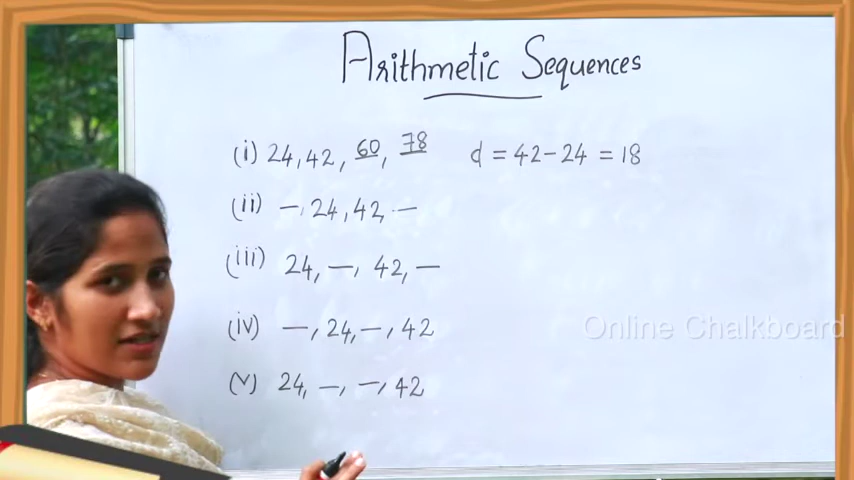 Arithmetic Sequences
(i) 24, 42, 60, 78 d = 42 - 24 = 18
(ii) —, 24, 42, —
(iii) 24, —, 42, —
(iv) —, 24, —, 42
(v) 24, —, —, 42
Online Chalkboard